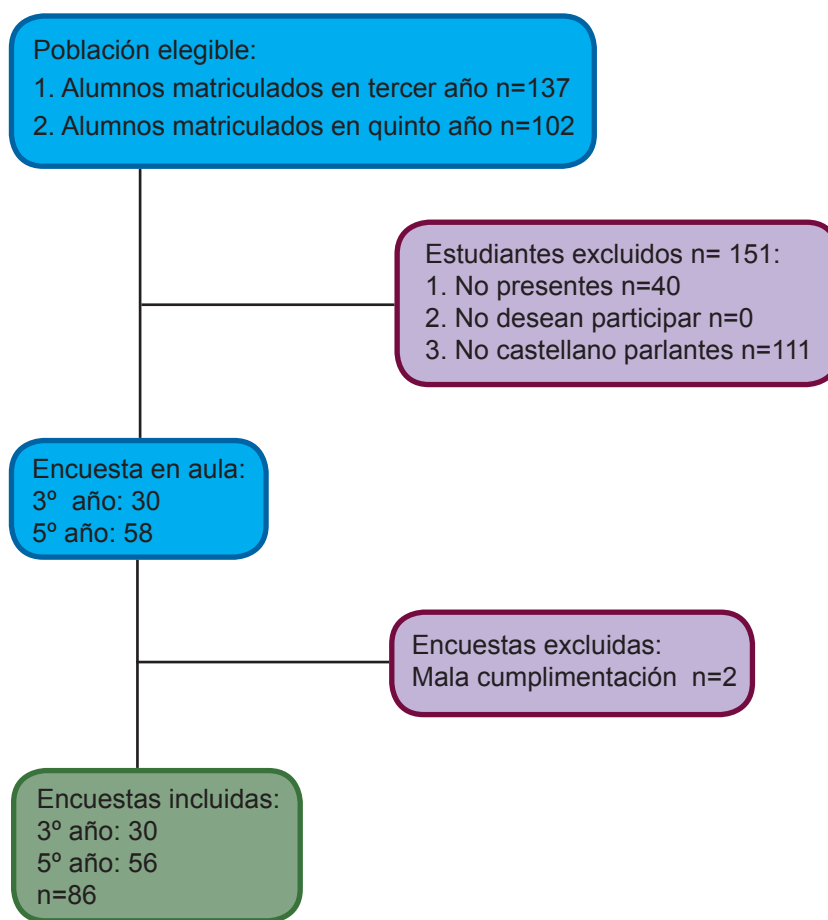 Población elegible:
1. Alumnos matriculados en tercer año n=137
2. Alumnos matriculados en quinto año n=102
Estudiantes excluidos n= 151:
1. No presentes n=40
2. No desean participar n=0
3. No castellano parlantes n=111
Encuesta en aula:
3º  año: 30
5º año: 58
Encuestas excluidas:
Mala cumplimentación  n=2
Encuestas incluidas:
3º año: 30
5º año: 56
n=86